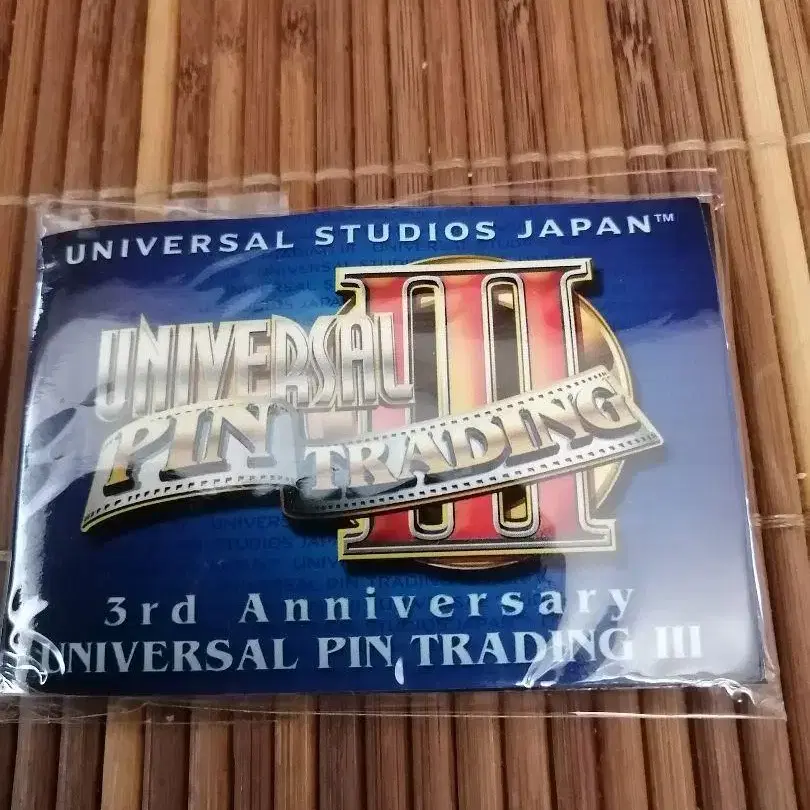 UNIVERSAL STUDIOS JAPAN™
UNIVERSAL
III
PIN TRADING
3rd Anniversary
UNIVERSAL PIN TRADING III